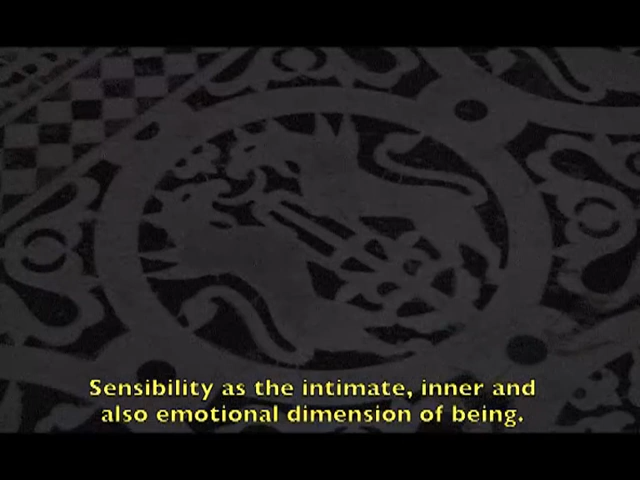 Sensibility as the intimate, inner and
also emotional dimension of being.